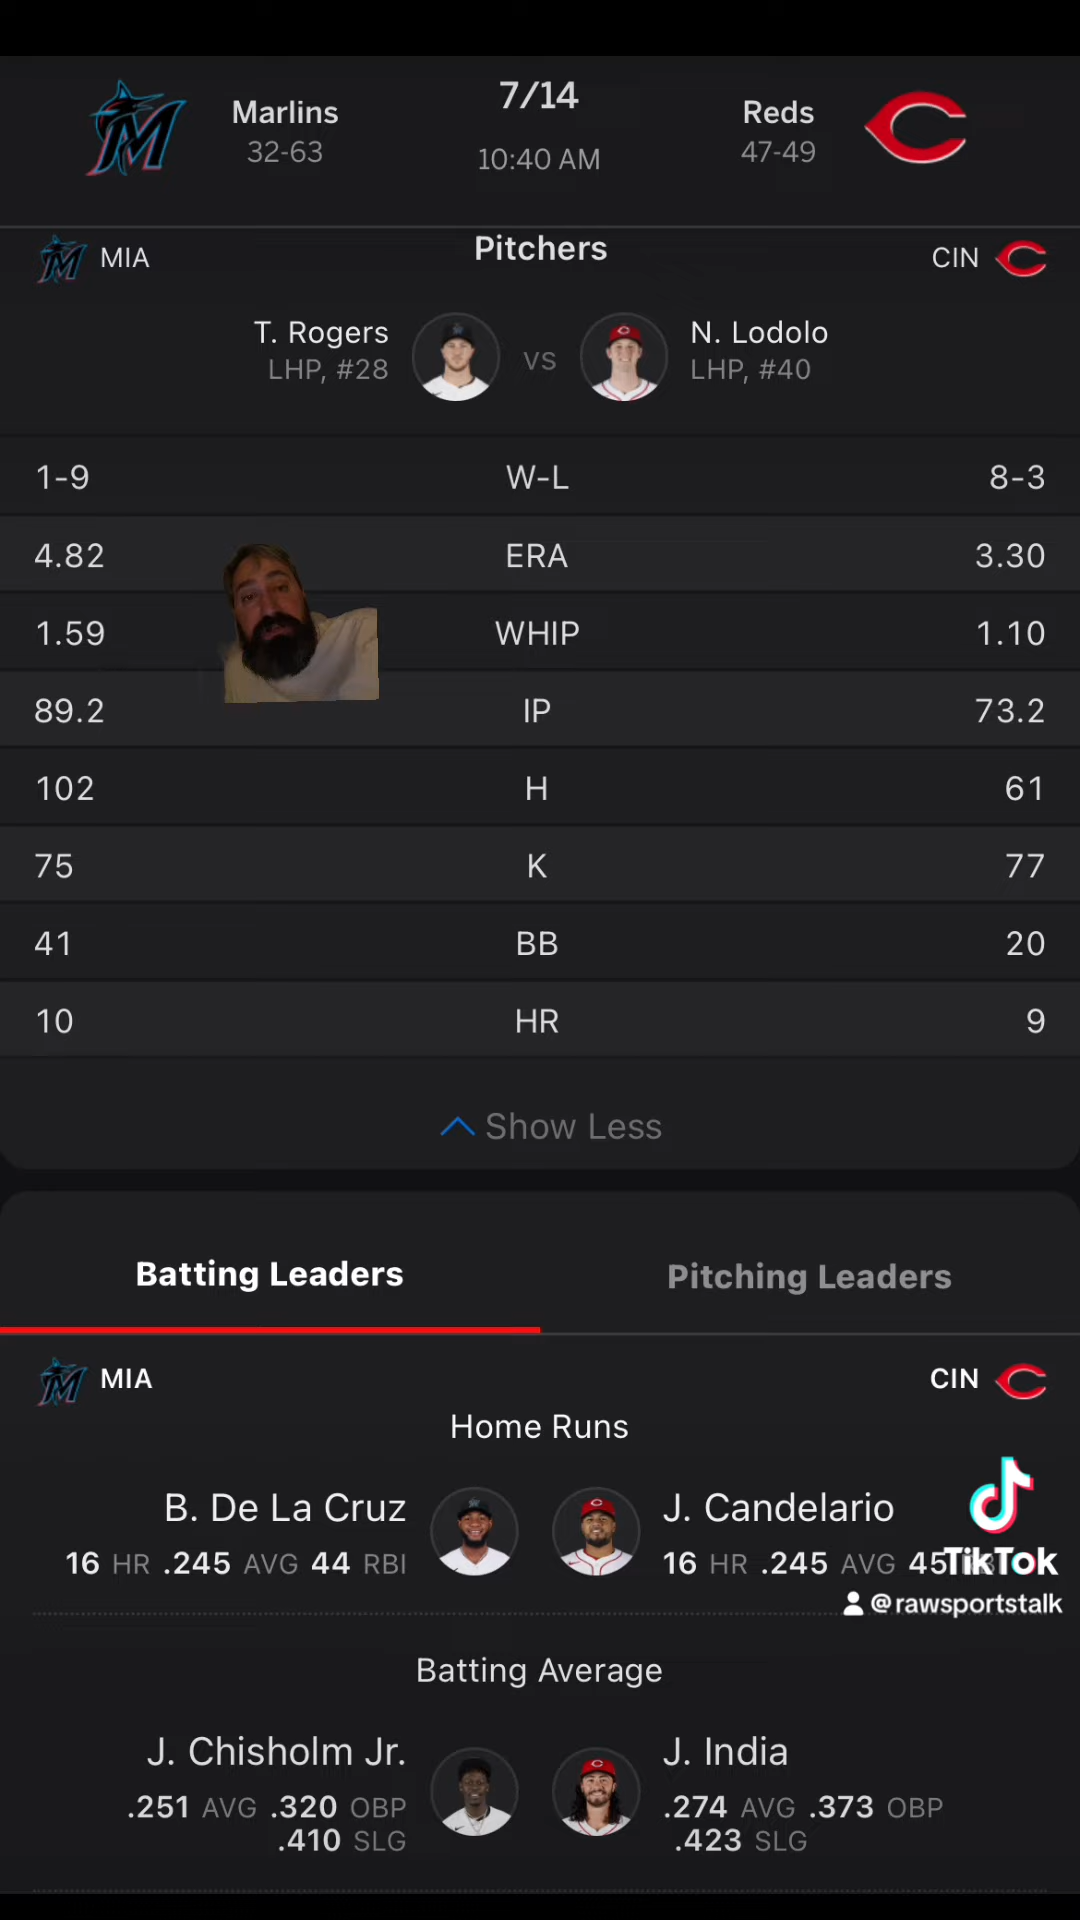 Marlins
32-63
7/14
10:40 AM
Reds
47-49
MIA
Pitchers
CIN
T. Rogers
LHP, #28
vs
N. Lodolo
LHP, #40
1-9 W-L 8-3
4.82 ERA 3.30
1.59 WHIP 1.10
89.2 IP 73.2
102 H 61
75 K 77
41 BB 20
10 HR 9
Show Less
Batting Leaders
Pitching Leaders
MIA
CIN
Home Runs
B. De La Cruz
16 HR .245 AVG 44 RBI
J. Candelario
16 HR .245 AVG 45
TikTok
@rawsportstalk
Batting Average
J. Chisholm Jr.
.251 AVG .320 OBP
.410 SLG
J. India
.274 AVG .373 OBP
.423 SLG